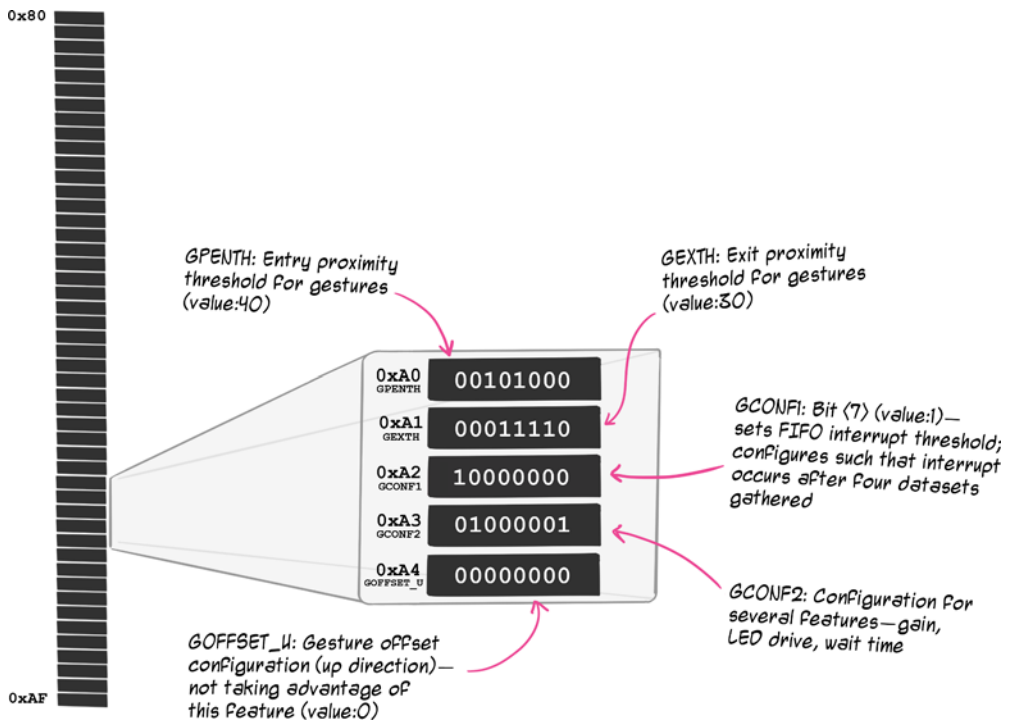 0x80
GPENTH: Entry proximity
threshold for gestures
(value:40)
GEXTH: Exit proximity
threshold for gestures
(value:30)
0xA0
GPENTH
00101000
0xA1
GEXTH
00011110
0xA2
GCONF1
10000000
0xA3
GCONF2
01000001
0xA4
GOFFSET_U
00000000
GCONF1: Bit <7> (value:1)—
sets FIFO interrupt threshold;
configures such that interrupt
occurs after four datasets
gathered
GCONF2: Configuration for
several features—gain,
LED drive, wait time
GOFFSET_U: Gesture offset
configuration (up direction)—
not taking advantage of
this feature (value:0)
0xAF